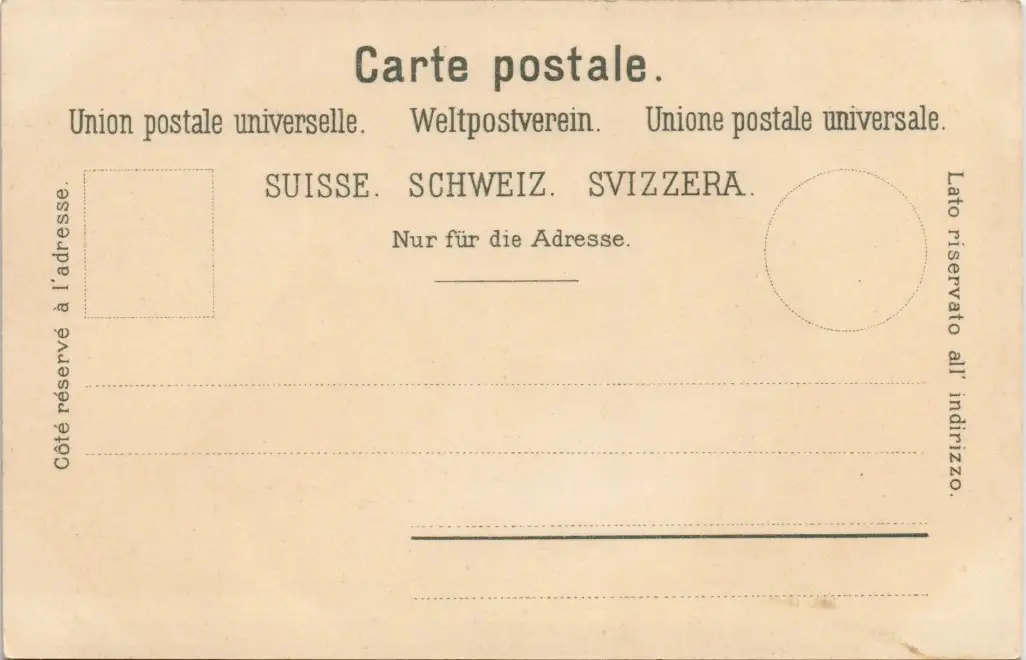 Carte postale.
Union postale universelle. Weltpostverein. Unione postale universale.
SUISSE. SCHWEIZ. SVIZZERA.
Nur für die Adresse.
Côté réservé à l'adresse.
Lato riservato all' indirizzo.